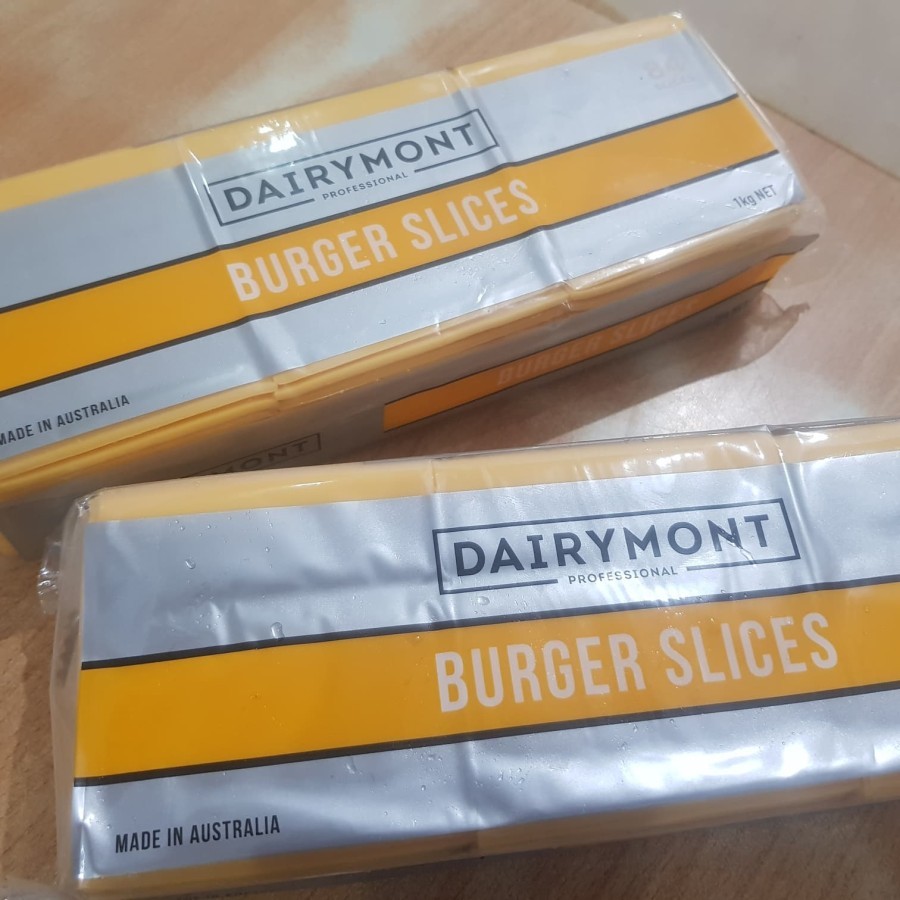 DAIRYMONT
PROFESSIONAL
BURGER SLICES
1kg NET
MADE IN AUSTRALIA
BURGER SLICES
DAIRYMONT
PROFESSIONAL
BURGER SLICES
MADE IN AUSTRALIA